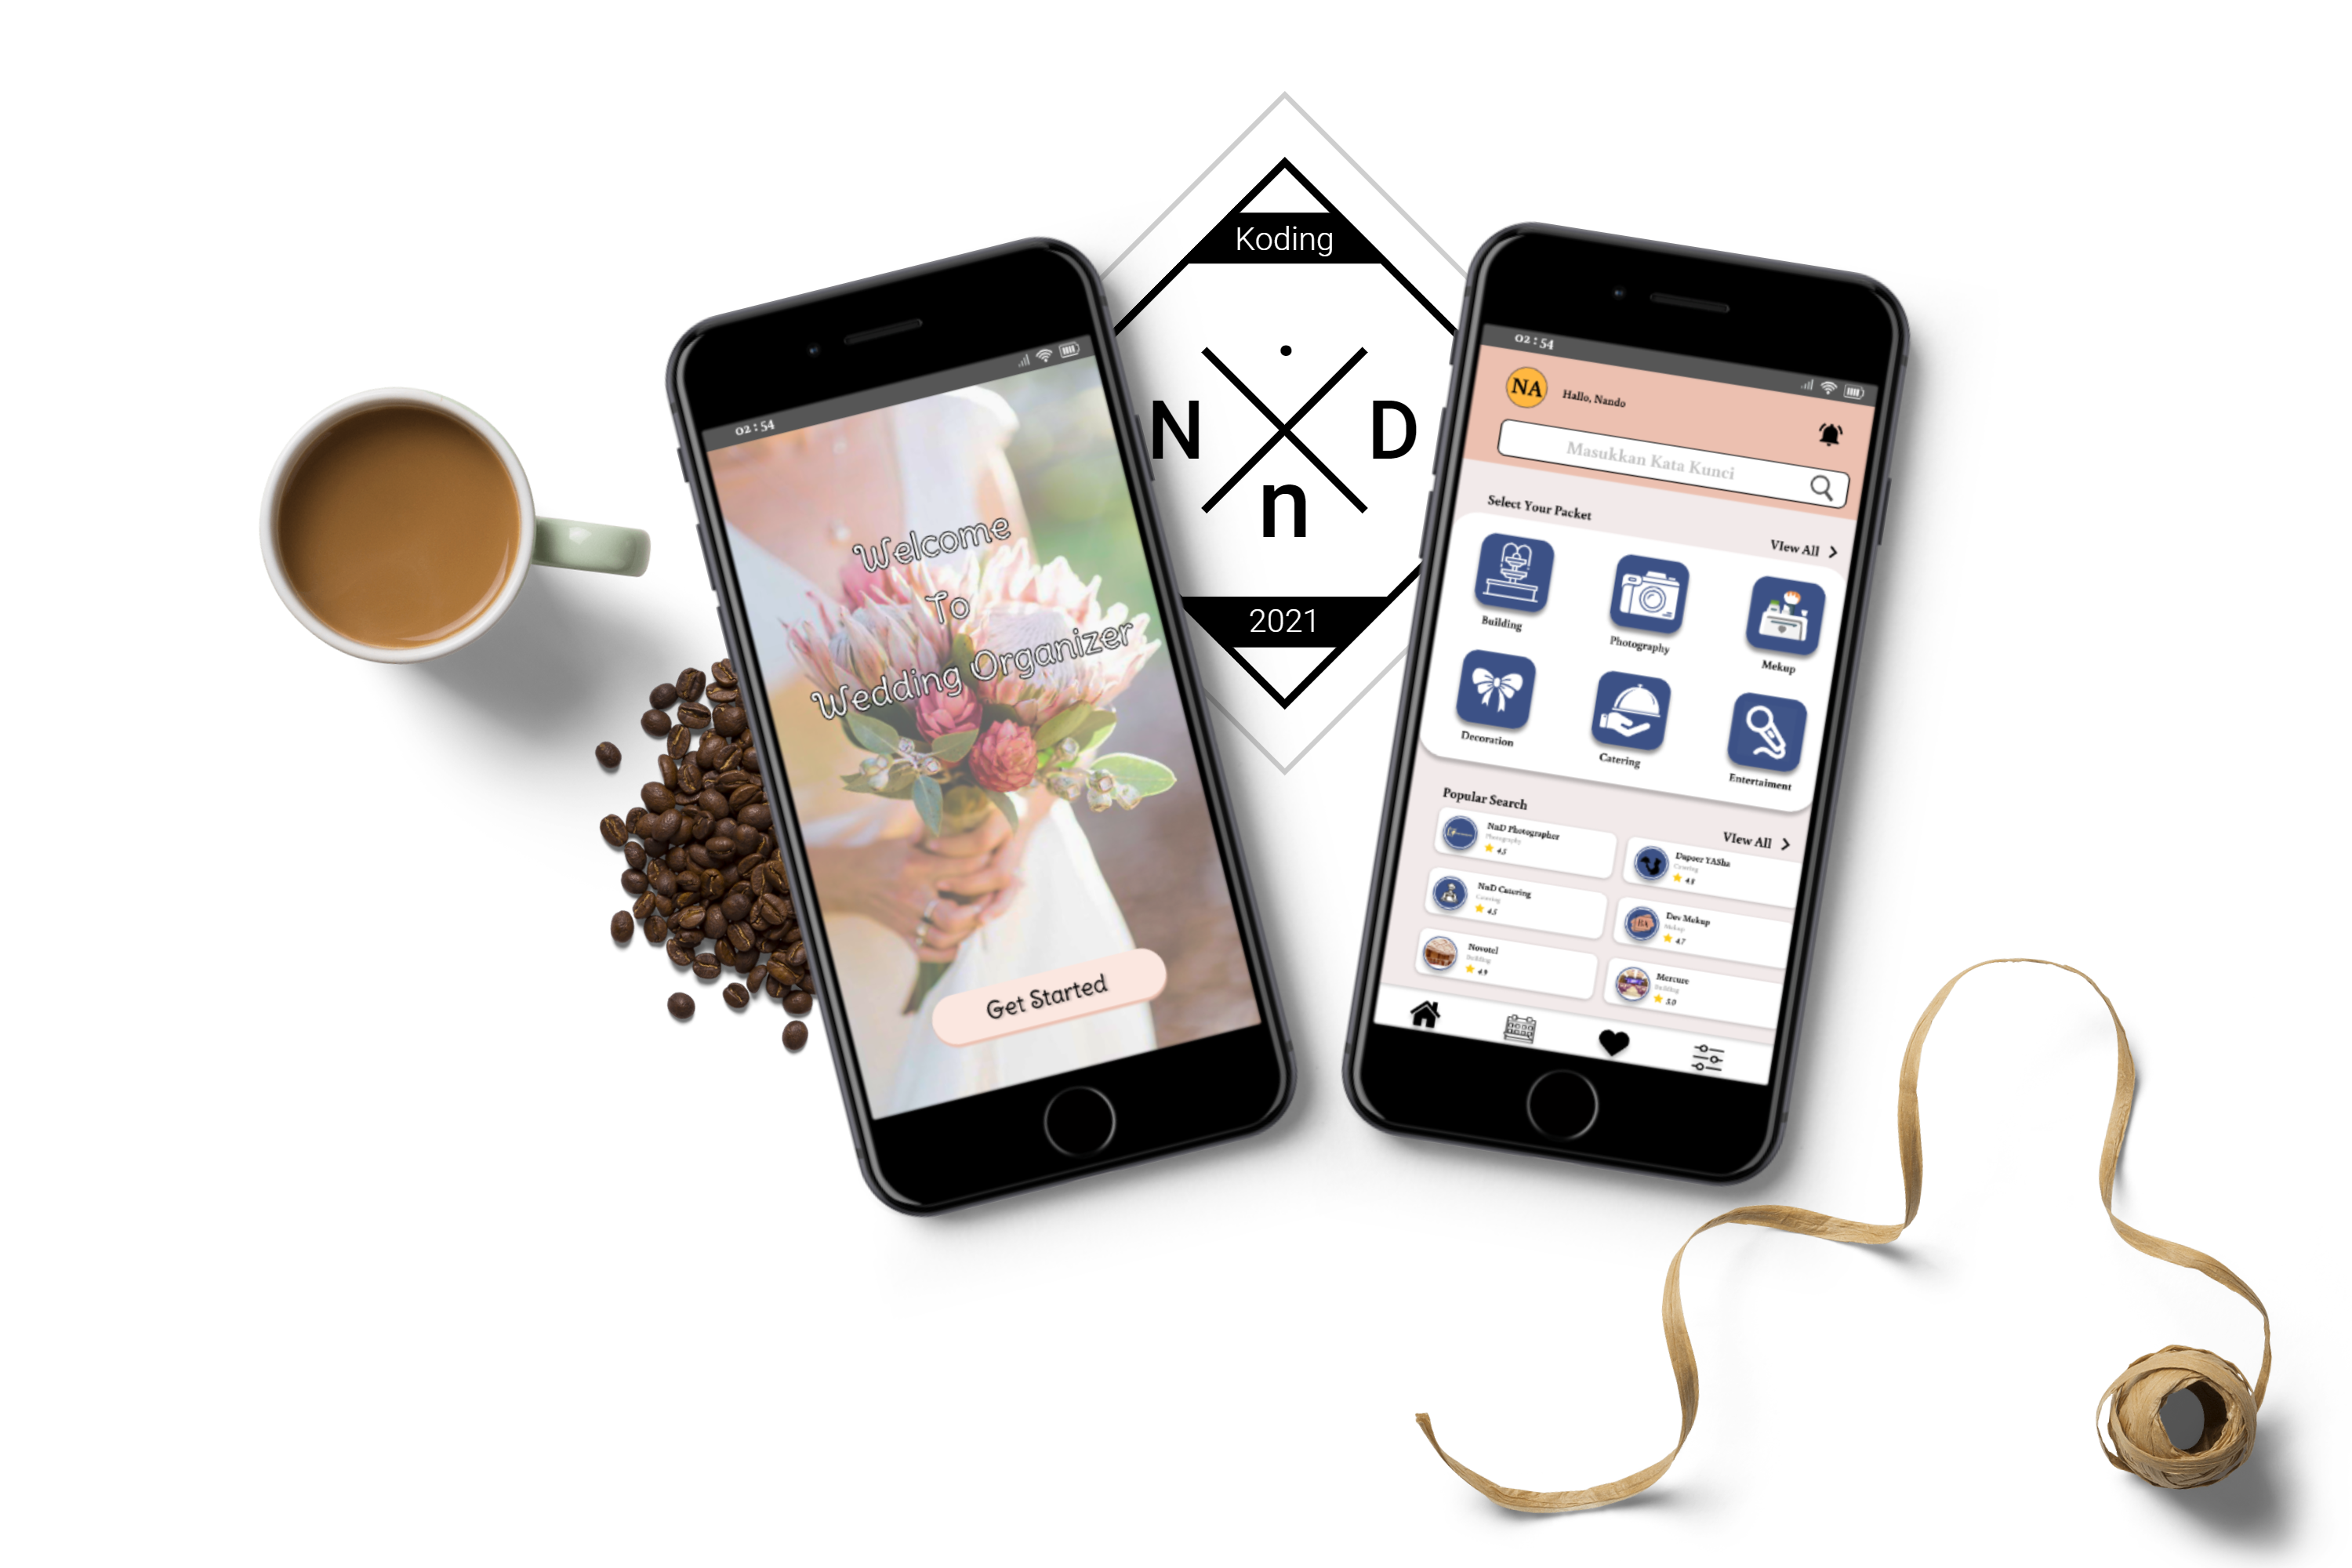 Koding
N D
n
2021
02 : 54
Welcome
To
Wedding Organizer
Get Started
02 : 54
NA
Hallo, Nando
Masukkan Kata Kunci
Select Your Packet
VIew All
Building
Photography
Mekup
Decoration
Catering
Entertaiment
Popular Search
VIew All
NaD Photographer
Photography
4.5
Dapoer YASha
Catering
4.8
NaD Catering
Catering
4.5
Dev Mekup
Mekup
4.7
Novotel
Building
4.9
Mercure
Building
5.0